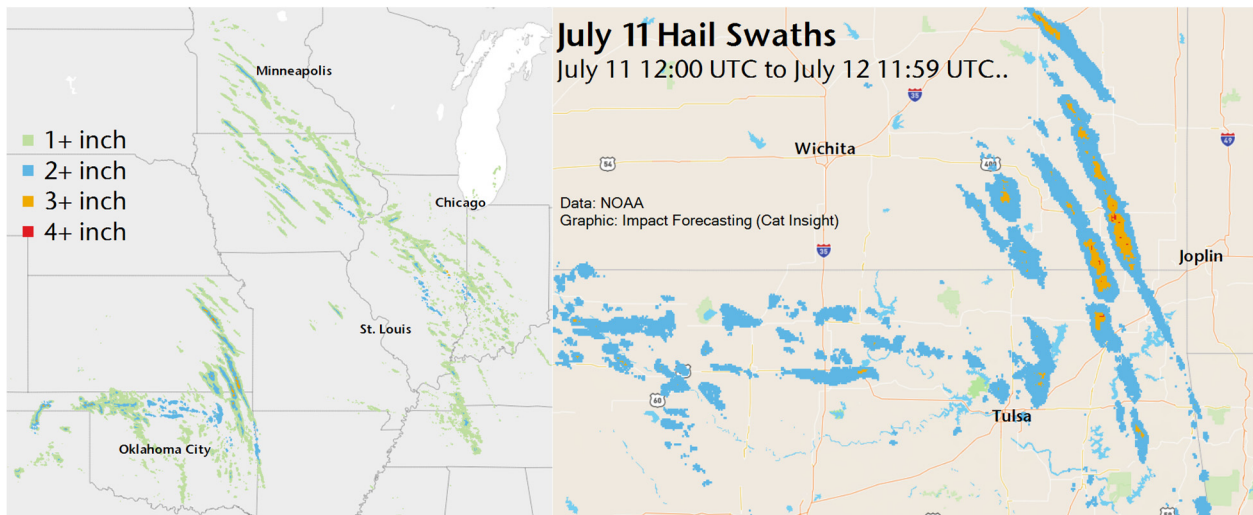 Minneapolis
1+ inch
2+ inch
3+ inch
4+ inch
Chicago
St. Louis
Oklahoma City
July 11 Hail Swaths
July 11 12:00 UTC to July 12 11:59 UTC..
35
Wichita
54
400
49
Data: NOAA
Graphic: Impact Forecasting (Cat Insight)
35
Joplin
60
Tulsa